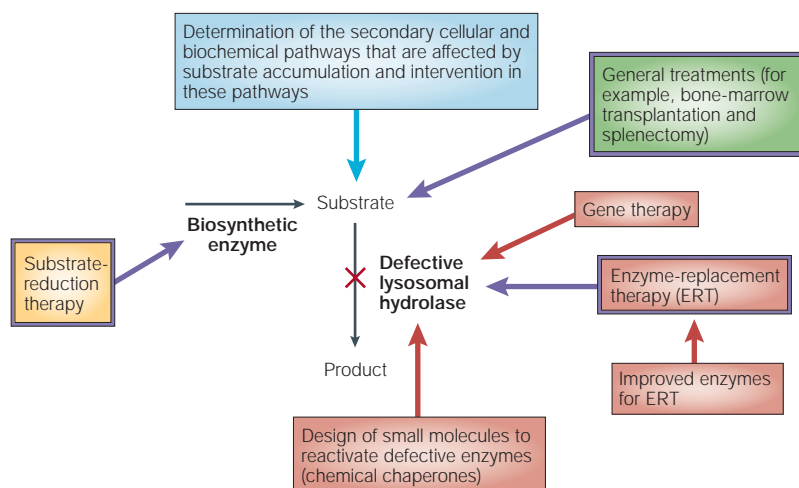 Determination of the secondary cellular and
biochemical pathways that are affected by
substrate accumulation and intervention in
these pathways
General treatments (for
example, bone-marrow
transplantation and
splenectomy)
Substrate
Biosynthetic
enzyme
Gene therapy
Substrate-
reduction
therapy
Defective
lysosomal
hydrolase
Enzyme-replacement
therapy (ERT)
Product
Improved enzymes
for ERT
Design of small molecules to
reactivate defective enzymes
(chemical chaperones)